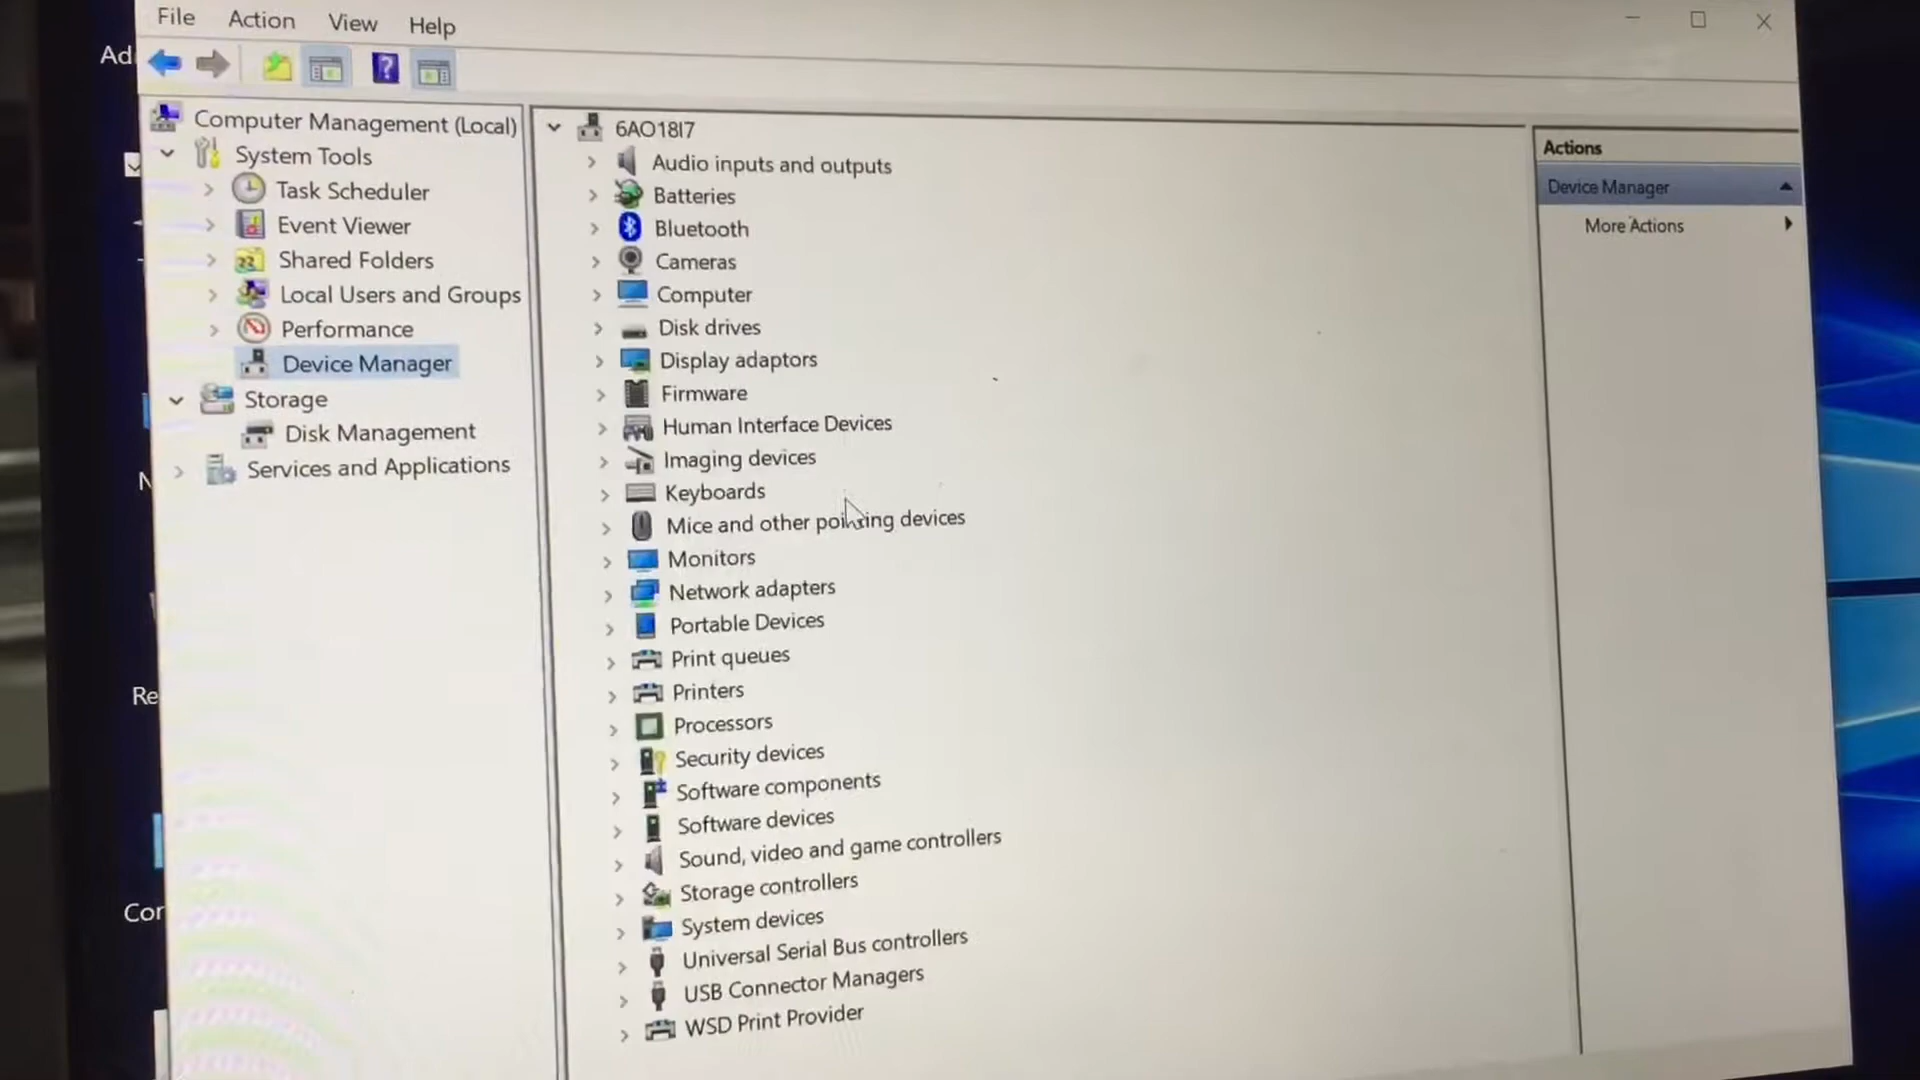 File Action View Help
Ad
Computer Management (Local)
System Tools
Task Scheduler
Event Viewer
Shared Folders
Local Users and Groups
Performance
Device Manager
Storage
Disk Management
Services and Applications
N
Re
Cor
6AO18I7
Audio inputs and outputs
Batteries
Bluetooth
Cameras
Computer
Disk drives
Display adaptors
Firmware
Human Interface Devices
Imaging devices
Keyboards
Mice and other pointing devices
Monitors
Network adapters
Portable Devices
Print queues
Printers
Processors
Security devices
Software components
Software devices
Sound, video and game controllers
Storage controllers
System devices
Universal Serial Bus controllers
USB Connector Managers
WSD Print Provider
Actions
Device Manager
More Actions